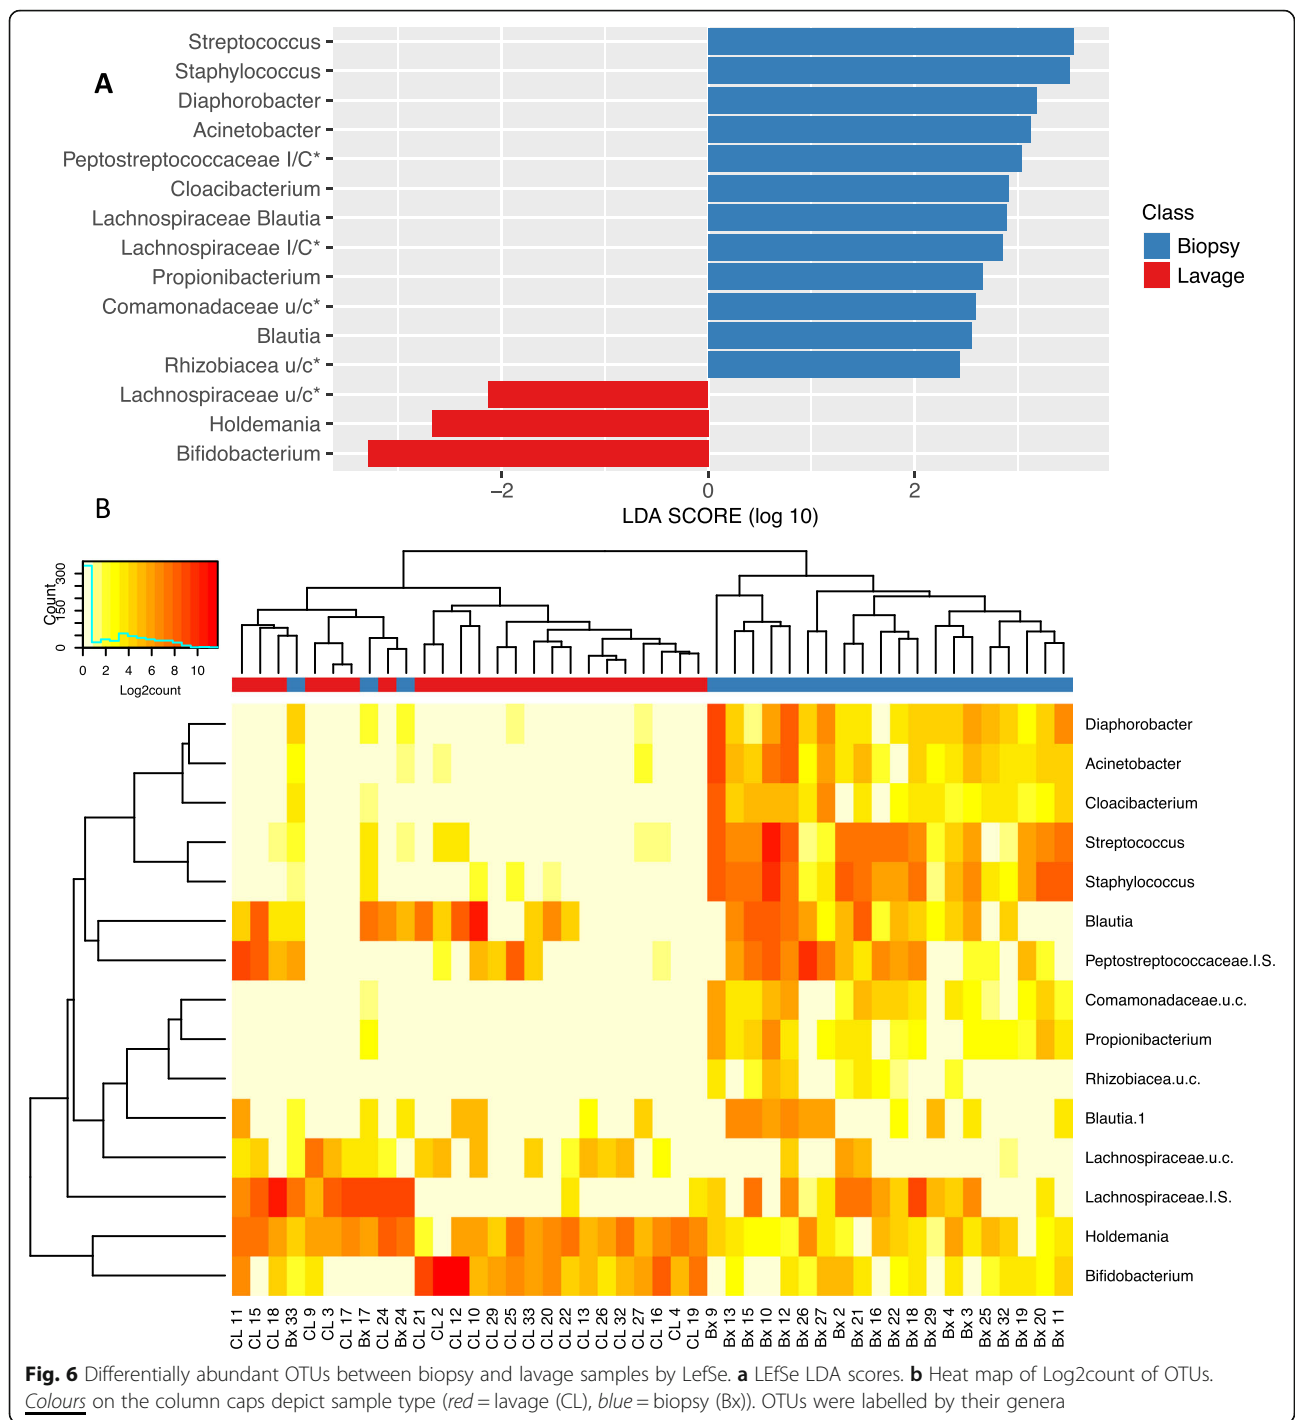 A
Streptococcus
Staphylococcus
Diaphorobacter
Acinetobacter
Peptostreptococcaceae I/C*
Cloacibacterium
Lachnospiraceae Blautia
Lachnospiraceae I/C*
Propionibacterium
Comamonadaceae u/c*
Blautia
Rhizobiacea u/c*
Lachnospiraceae u/c*
Holdemania
Bifidobacterium
−2 0 2
LDA SCORE (log 10)
Class
Biopsy
Lavage
B
Count
0 150 300
0 2 4 6 8 10
Log2count
Diaphorobacter
Acinetobacter
Cloacibacterium
Streptococcus
Staphylococcus
Blautia
Peptostreptococcaceae.I.S.
Comamonadaceae.u.c.
Propionibacterium
Rhizobiacea.u.c.
Blautia.1
Lachnospiraceae.u.c.
Lachnospiraceae.I.S.
Holdemania
Bifidobacterium
CL 11
CL 15
CL 18
Bx 33
CL 9
CL 3
CL 17
Bx 17
CL 24
Bx 24
CL 21
CL 2
CL 12
CL 10
CL 29
CL 25
CL 33
CL 20
CL 22
CL 13
CL 26
CL 32
CL 27
CL 16
CL 4
CL 19
Bx 9
Bx 13
Bx 15
Bx 10
Bx 12
Bx 26
Bx 27
Bx 2
Bx 21
Bx 16
Bx 22
Bx 18
Bx 29
Bx 4
Bx 3
Bx 25
Bx 32
Bx 19
Bx 20
Bx 11
Fig. 6 Differentially abundant OTUs between biopsy and lavage samples by LefSe. a LEfSe LDA scores. b Heat map of Log2count of OTUs.
Colours on the column caps depict sample type (red = lavage (CL), blue = biopsy (Bx)). OTUs were labelled by their genera